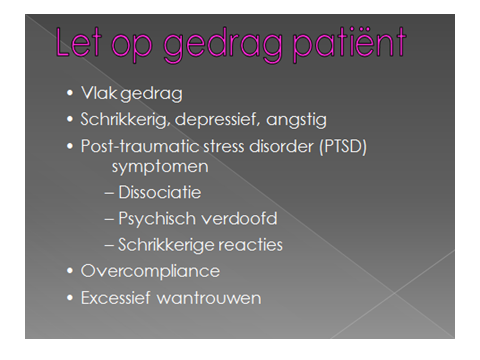 Let op gedrag patiënt
• Vlak gedrag
• Schrikkerig, depressief, angstig
• Post-traumatic stress disorder (PTSD)
symptomen
– Dissociatie
– Psychisch verdoofd
– Schrikkerige reacties
• Overcompliance
• Excessief wantrouwen